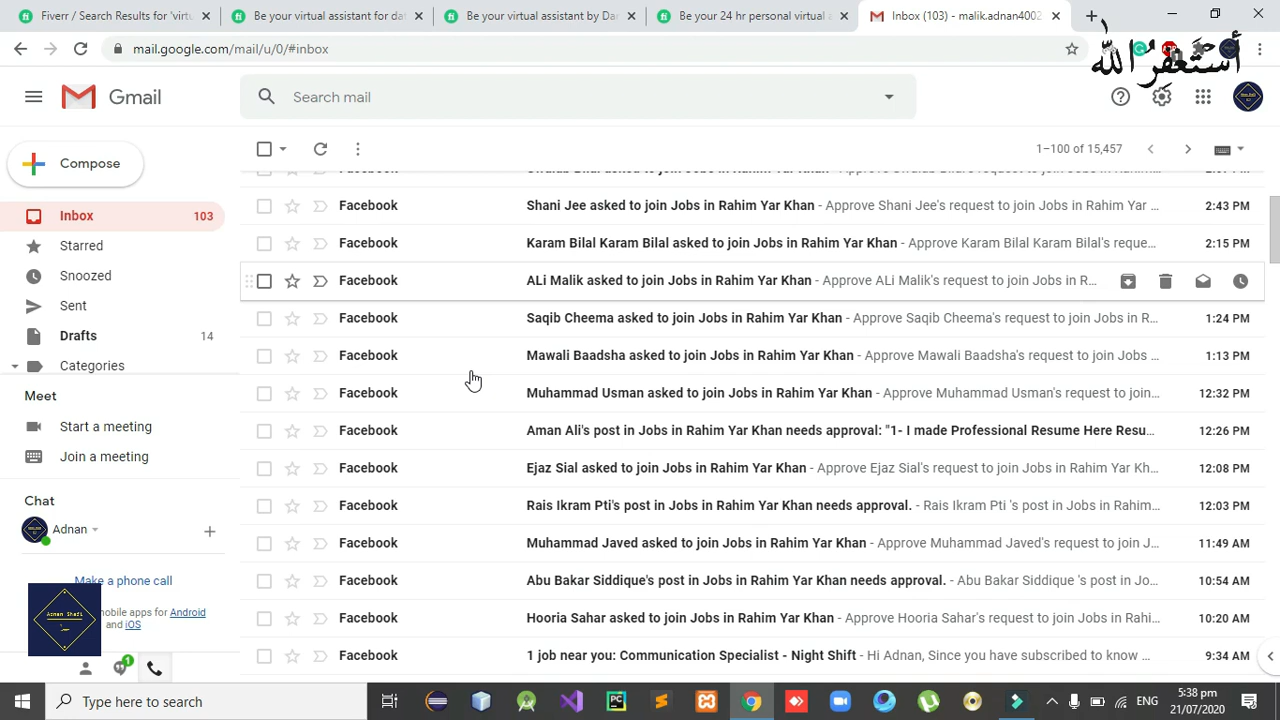 Fiverr / Search Results for 'virtu
Be your virtual assistant for dat
Be your virtual assistant by Dar
Be your 24 hr personal virtual a
Inbox (103) - malik.adnan4002
mail.google.com/mail/u/0/#inbox
أستغفر الله
Gmail
Search mail
Compose
1–100 of 15,457
Inbox 103
Starred
Snoozed
Sent
Drafts 14
Categories
Meet
Start a meeting
Join a meeting
Chat
Adnan
Make a phone call
mobile apps for Android
and iOS
Adnan Shafi
Facebook Shani Jee asked to join Jobs in Rahim Yar Khan - Approve Shani Jee's request to join Jobs in Rahim Yar … 2:43 PM
Facebook Karam Bilal Karam Bilal asked to join Jobs in Rahim Yar Khan - Approve Karam Bilal Karam Bilal's reque… 2:15 PM
Facebook ALi Malik asked to join Jobs in Rahim Yar Khan - Approve ALi Malik's request to join Jobs in R…
Facebook Saqib Cheema asked to join Jobs in Rahim Yar Khan - Approve Saqib Cheema's request to join Jobs in R… 1:24 PM
Facebook Mawali Baadsha asked to join Jobs in Rahim Yar Khan - Approve Mawali Baadsha's request to join Jobs … 1:13 PM
Facebook Muhammad Usman asked to join Jobs in Rahim Yar Khan - Approve Muhammad Usman's request to join… 12:32 PM
Facebook Aman Ali's post in Jobs in Rahim Yar Khan needs approval: "1- I made Professional Resume Here Resu… 12:26 PM
Facebook Ejaz Sial asked to join Jobs in Rahim Yar Khan - Approve Ejaz Sial's request to join Jobs in Rahim Yar Kh… 12:08 PM
Facebook Rais Ikram Pti's post in Jobs in Rahim Yar Khan needs approval. - Rais Ikram Pti 's post in Jobs in Rahim… 12:03 PM
Facebook Muhammad Javed asked to join Jobs in Rahim Yar Khan - Approve Muhammad Javed's request to join J… 11:49 AM
Facebook Abu Bakar Siddique's post in Jobs in Rahim Yar Khan needs approval. - Abu Bakar Siddique 's post in Jo… 10:54 AM
Facebook Hooria Sahar asked to join Jobs in Rahim Yar Khan - Approve Hooria Sahar's request to join Jobs in Rahim… 10:20 AM
Facebook 1 job near you: Communication Specialist - Night Shift - Hi Adnan, Since you have subscribed to know … 9:34 AM
Type here to search
ENG
5:38 pm
21/07/2020